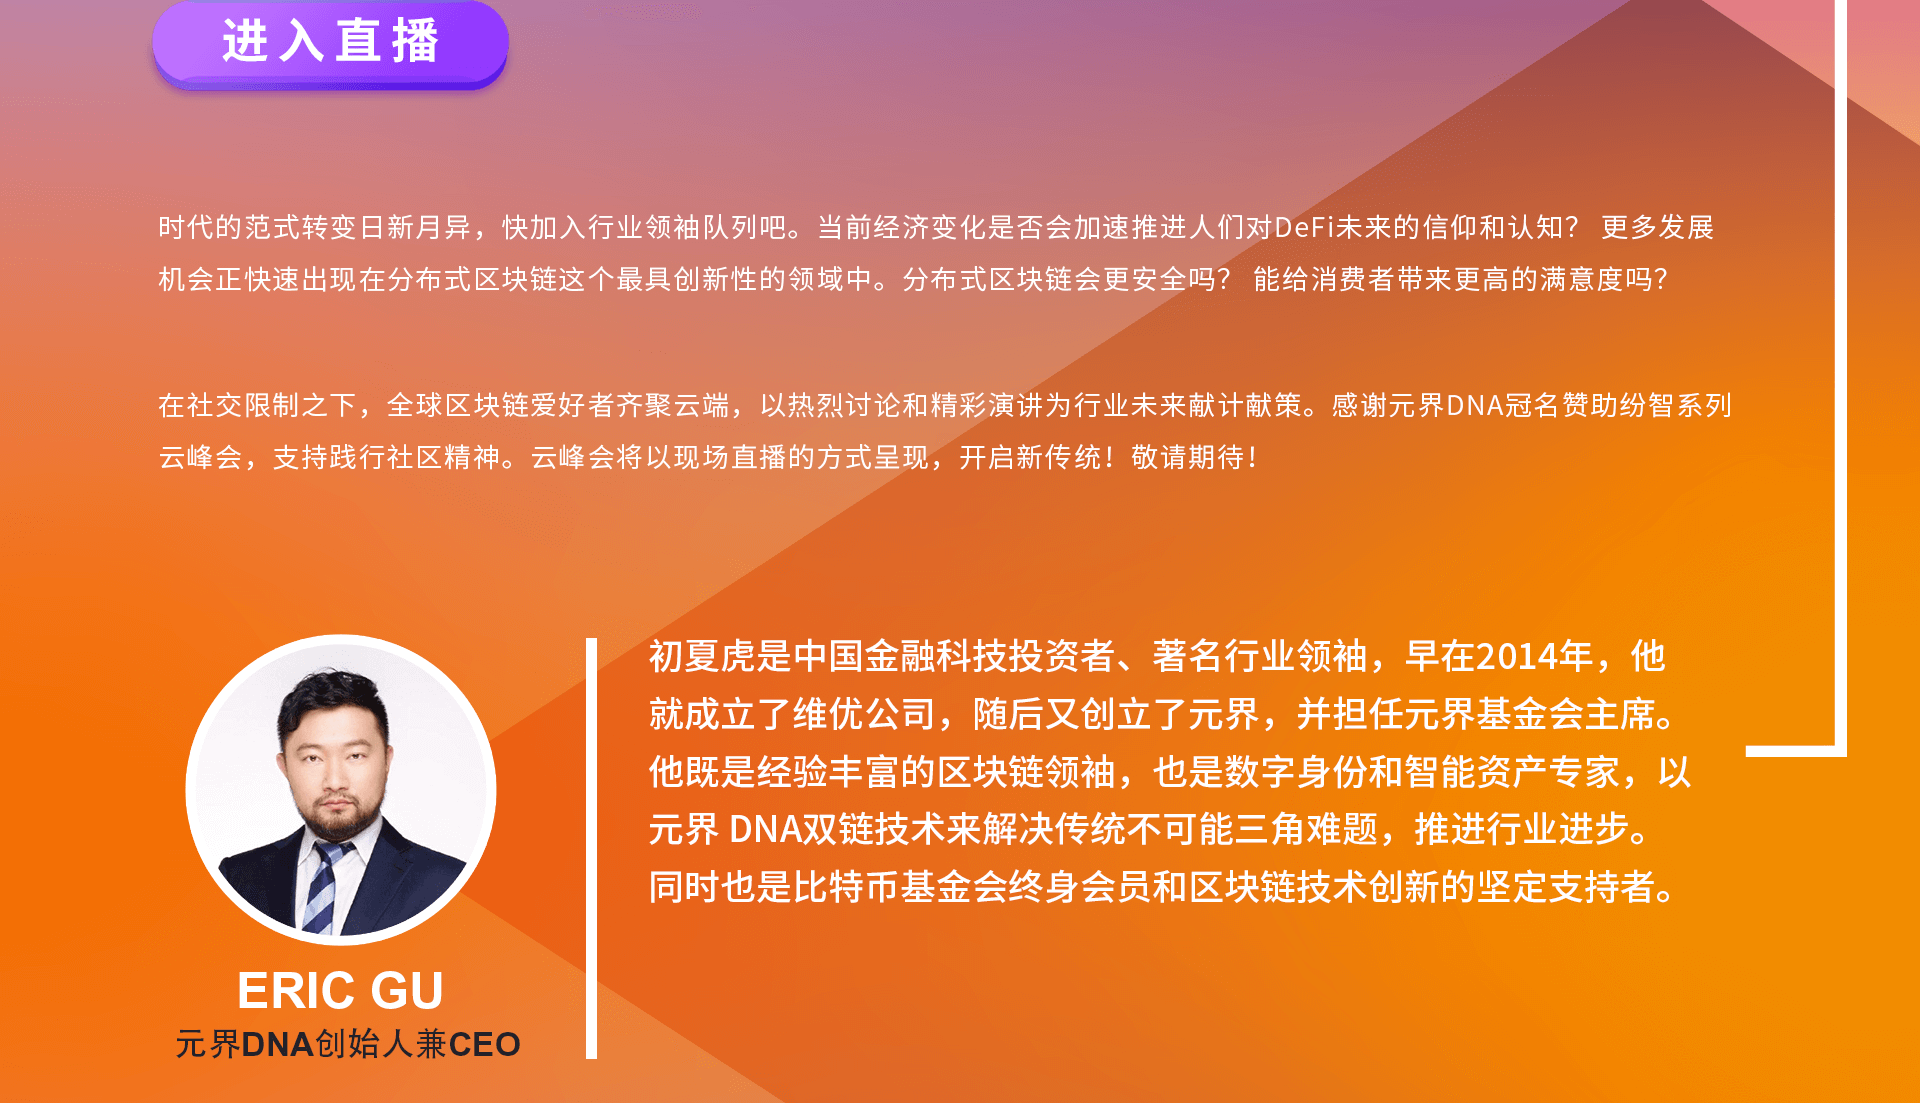 进入直播
时代的范式转变日新月异，快加入行业领袖队列吧。当前经济变化是否会加速推进人们对DeFi未来的信仰和认知？ 更多发展
机会正快速出现在分布式区块链这个最具创新性的领域中。分布式区块链会更安全吗？ 能给消费者带来更高的满意度吗？
在社交限制之下，全球区块链爱好者齐聚云端，以热烈讨论和精彩演讲为行业未来献计献策。感谢元界DNA冠名赞助纷智系列
云峰会，支持践行社区精神。云峰会将以现场直播的方式呈现，开启新传统！敬请期待！
初夏虎是中国金融科技投资者、著名行业领袖，早在2014年，他
就成立了维优公司，随后又创立了元界，并担任元界基金会主席。
他既是经验丰富的区块链领袖，也是数字身份和智能资产专家，以
元界 DNA双链技术来解决传统不可能三角难题，推进行业进步。
同时也是比特币基金会终身会员和区块链技术创新的坚定支持者。
ERIC GU
元界DNA创始人兼CEO